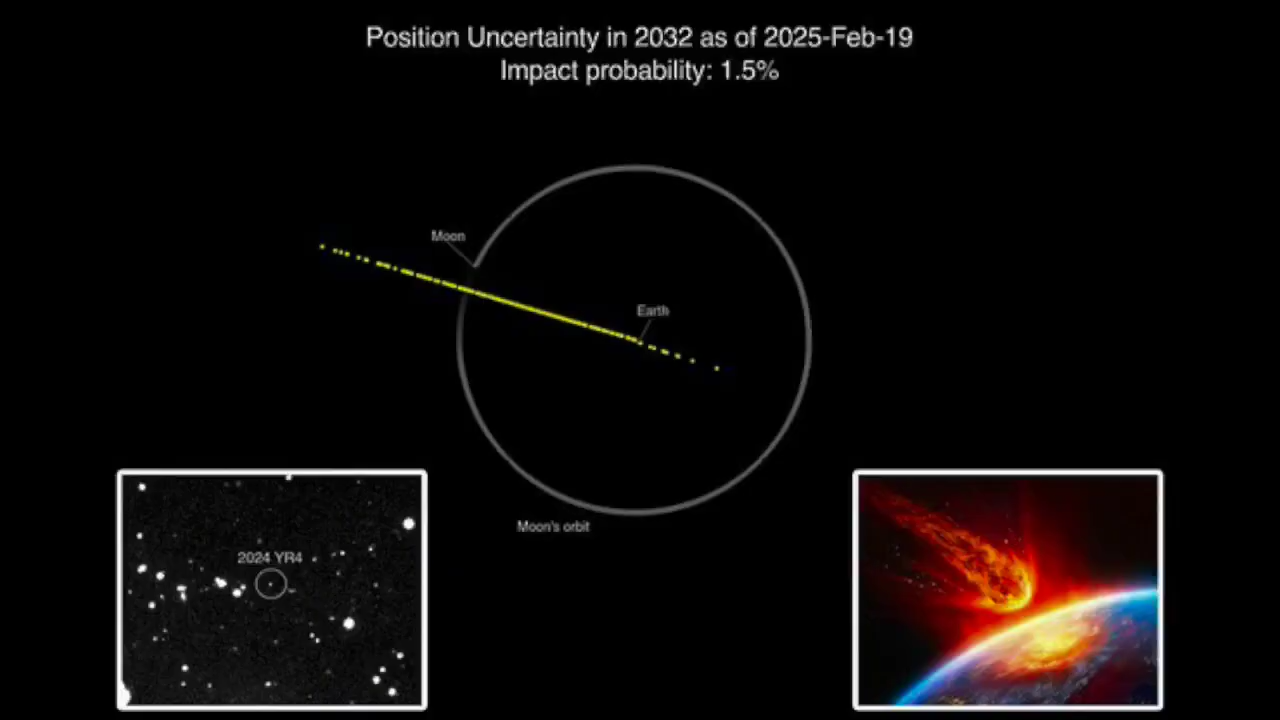 Position Uncertainty in 2032 as of 2025-Feb-19
Impact probability: 1.5%
Moon
Earth
Moon's orbit
2024 YR4